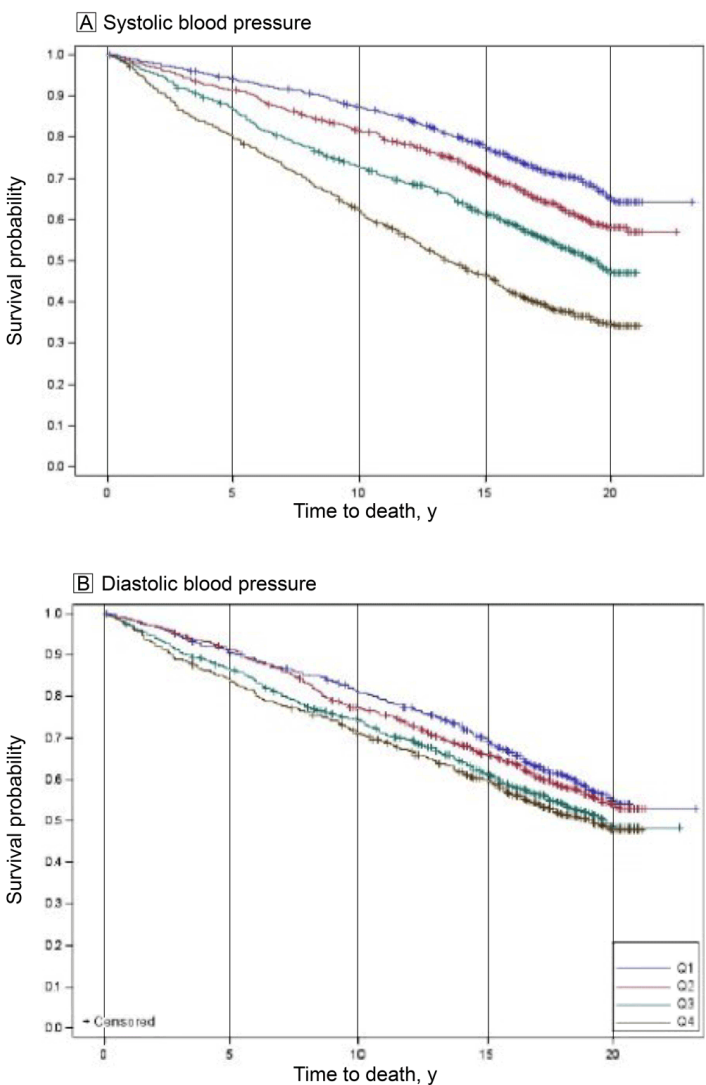 A Systolic blood pressure
Survival probability
1.0
0.9
0.8
0.7
0.6
0.5
0.4
0.3
0.2
0.1
0.0
0 5 10 15 20
Time to death, y
B Diastolic blood pressure
Survival probability
1.0
0.9
0.8
0.7
0.6
0.5
0.4
0.3
0.2
0.1
0.0
+ Censored
Q1
Q2
Q3
Q4
0 5 10 15 20
Time to death, y